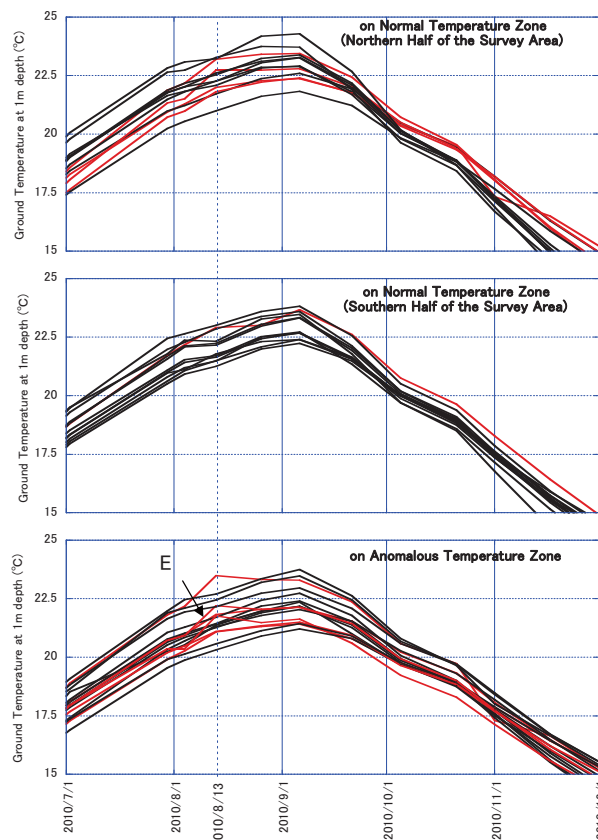 25
on Normal Temperature Zone
(Northern Half of the Survey Area)
22.5
20
17.5
15
Ground Temperature at 1m depth (°C)
25
on Normal Temperature Zone
(Southern Half of the Survey Area)
22.5
20
17.5
15
Ground Temperature at 1m depth (°C)
25
on Anomalous Temperature Zone
E
22.5
20
17.5
15
Ground Temperature at 1m depth (°C)
2010/7/1
2010/8/1
2010/8/13
2010/9/1
2010/10/1
2010/11/1